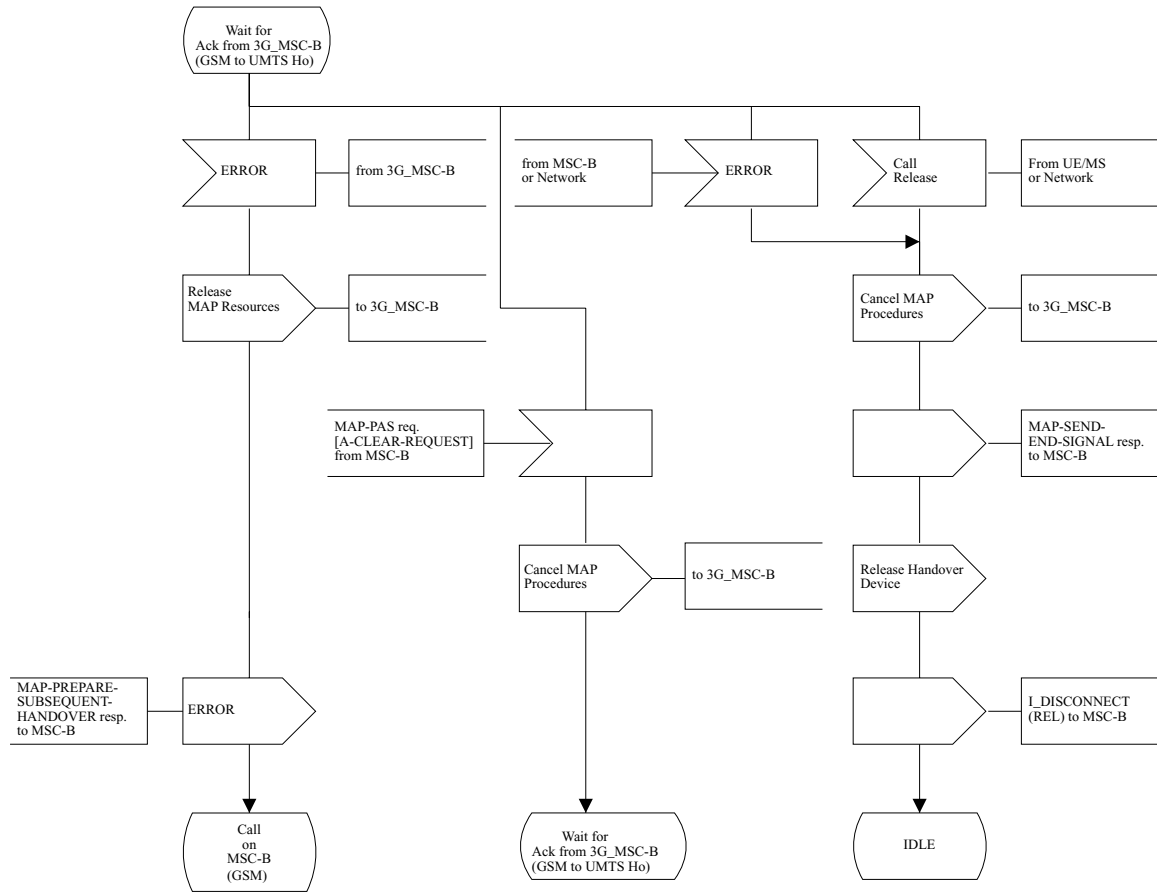 Wait for
Ack from 3G_MSC-B
(GSM to UMTS Ho)
ERROR
from 3G_MSC-B
from MSC-B
or Network
ERROR
Call
Release
From UE/MS
or Network
Release
MAP Resources
to 3G_MSC-B
Cancel MAP
Procedures
to 3G_MSC-B
MAP-PAS req.
[A-CLEAR-REQUEST]
from MSC-B
MAP-SEND-
END-SIGNAL resp.
to MSC-B
Cancel MAP
Procedures
to 3G_MSC-B
Release Handover
Device
MAP-PREPARE-
SUBSEQUENT-
HANDOVER resp.
to MSC-B
ERROR
I_DISCONNECT
(REL) to MSC-B
Call
on
MSC-B
(GSM)
Wait for
Ack from 3G_MSC-B
(GSM to UMTS Ho)
IDLE